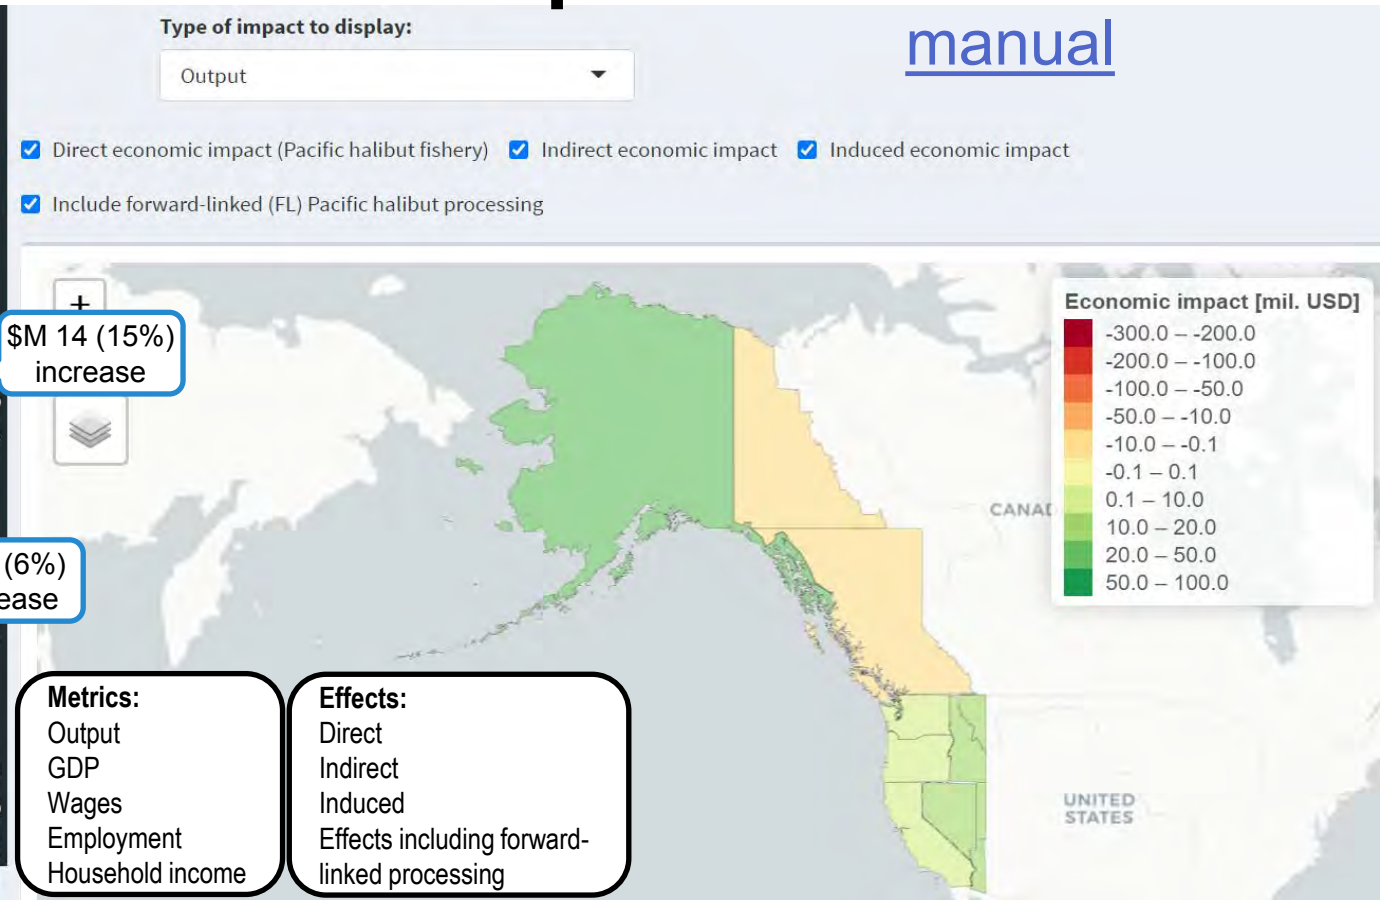 Type of impact to display:
manual
Output
Direct economic impact (Pacific halibut fishery)
Indirect economic impact
Induced economic impact
Include forward-linked (FL) Pacific halibut processing
+
$M 14 (15%)
increase
(6%)
Economic impact [mil. USD]
-300.0 – -200.0
-200.0 – -100.0
-100.0 – -50.0
-50.0 – -10.0
-10.0 – -0.1
-0.1 – 0.1
0.1 – 10.0
10.0 – 20.0
20.0 – 50.0
50.0 – 100.0
UNITED
STATES
Metrics:
Output
GDP
Wages
Employment
Household income
Effects:
Direct
Indirect
Induced
Effects including forward-
linked processing